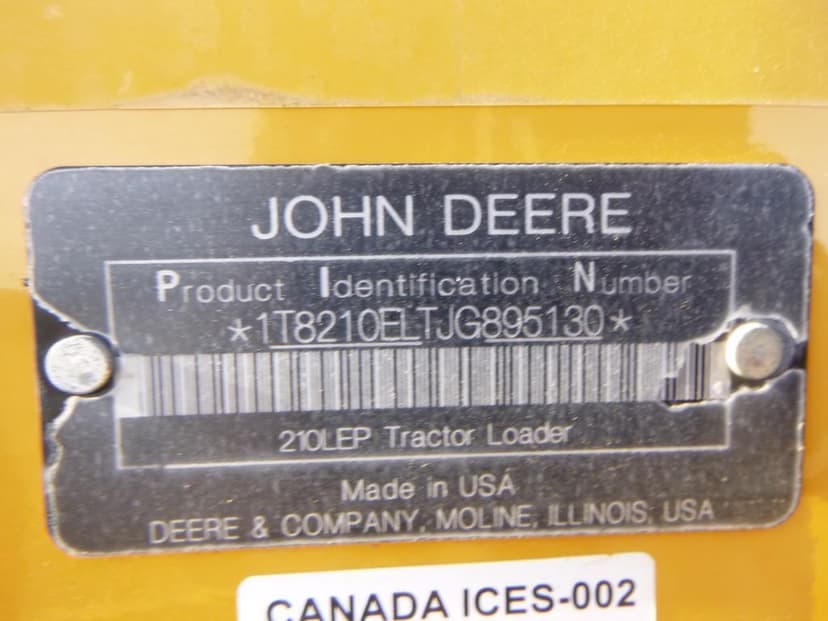 JOHN DEERE
Product Identification Number
*1T8210ELTJG895130*
210LEP Tractor Loader
Made in USA
DEERE & COMPANY, MOLINE, ILLINOIS, USA
CANADA ICES-002